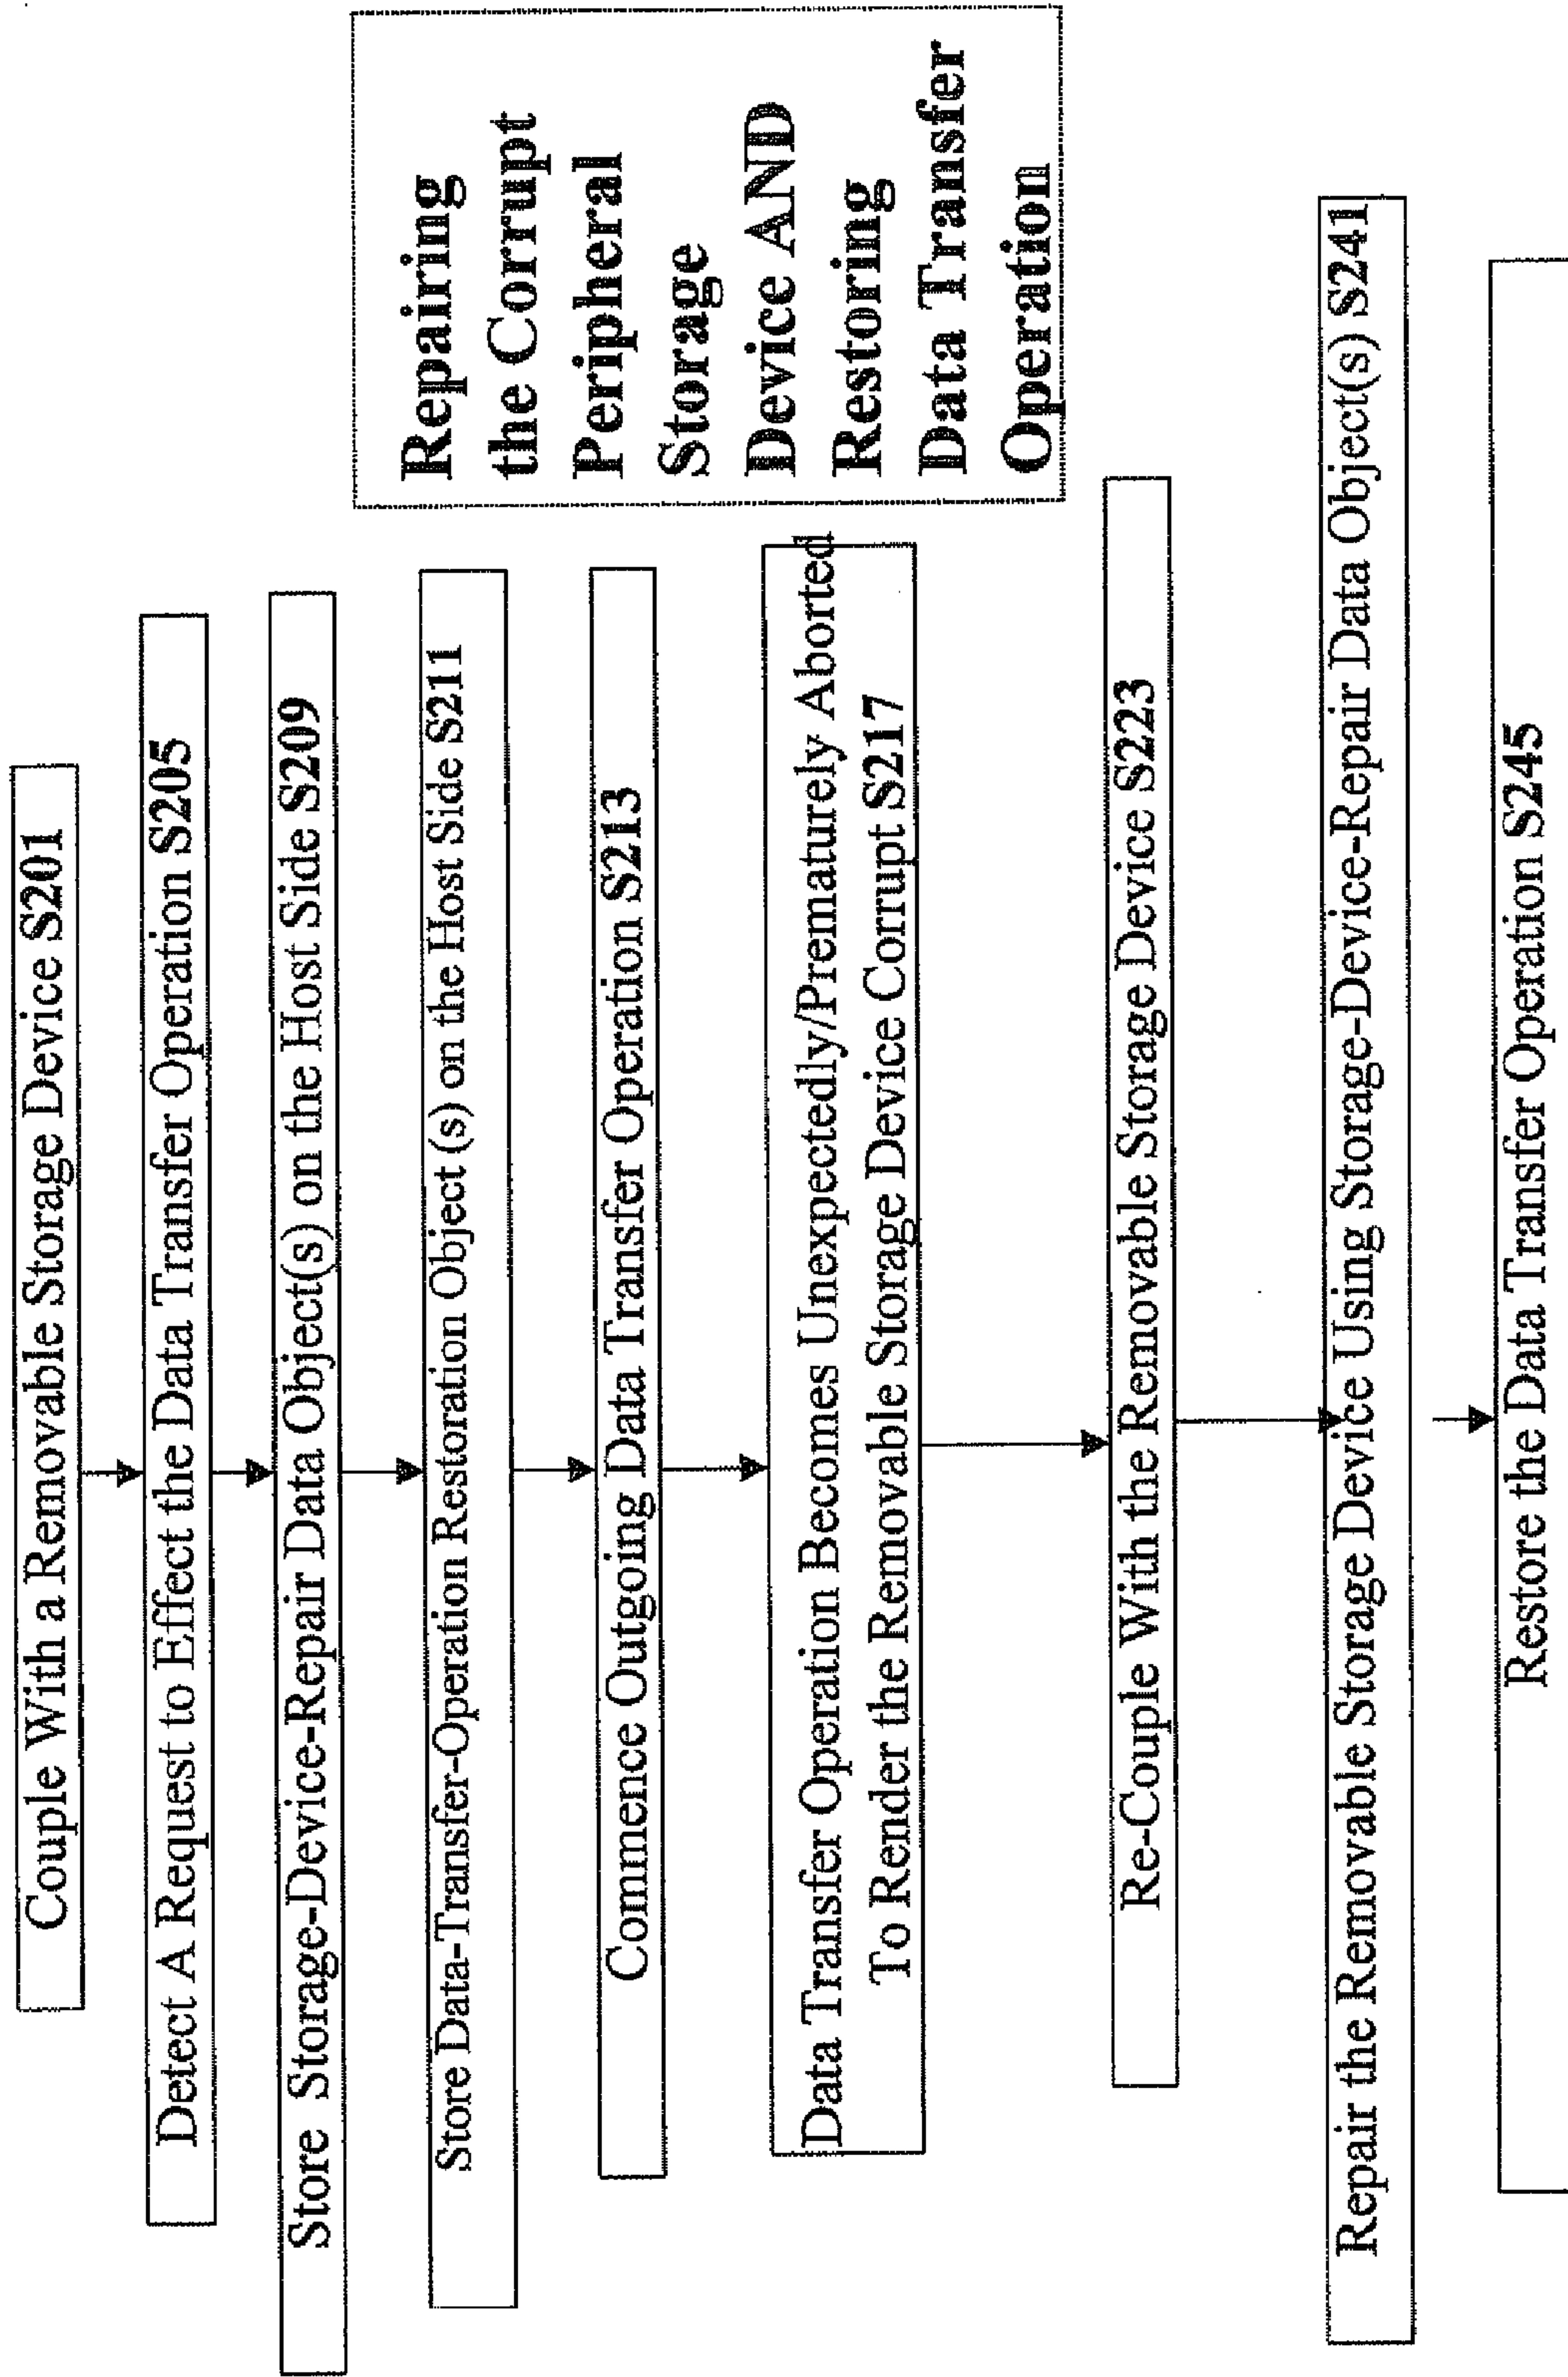 Couple With a Removable Storage Device S201
Detect A Request to Effect the Data Transfer Operation S205
Store Storage-Device-Repair Data Object(s) on the Host Side S209
Store Data-Transfer-Operation Restoration Object (s) on the Host Side S211
Commence Outgoing Data Transfer Operation S213
Data Transfer Operation Becomes Unexpectedly/Prematurely Aborted
To Render the Removable Storage Device Corrupt S217
Re-Couple With the Removable Storage Device S223
Repair the Removable Storage Device Using Storage-Device-Repair Data Object(s) S241
Restore the Data Transfer Operation S245
Repairing
the Corrupt
Peripheral
Storage
Device AND
Restoring
Data Transfer
Operation